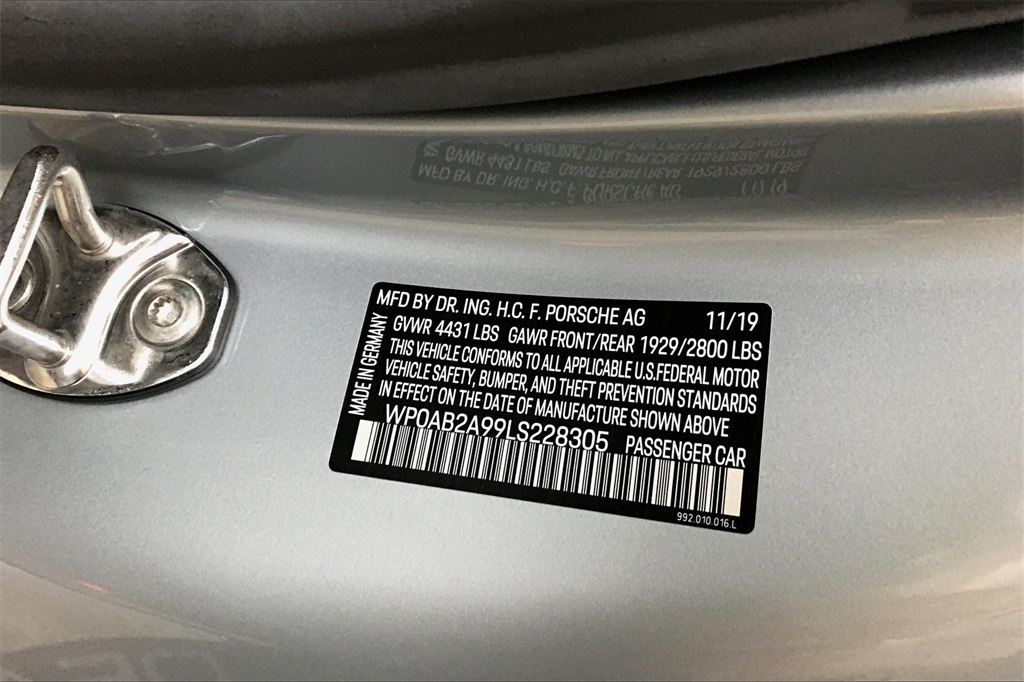 MFD BY DR. ING. H.C. F. PORSCHE AG 11/19
GVWR 4431 LBS GAWR FRONT/REAR 1929/2800 LBS
THIS VEHICLE CONFORMS TO ALL APPLICABLE U.S.FEDERAL MOTOR
VEHICLE SAFETY, BUMPER, AND THEFT PREVENTION STANDARDS
IN EFFECT ON THE DATE OF MANUFACTURE SHOWN ABOVE
WP0AB2A99LS228305 PASSENGER CAR
MADE IN GERMANY
992.010.016.L